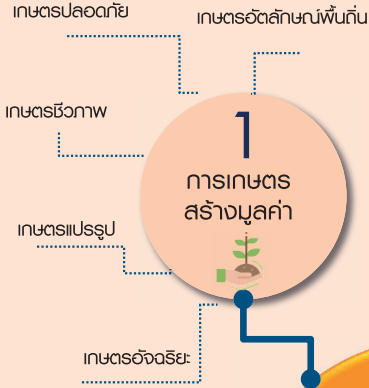 เกษตรปลอดภัย
เกษตรอัตลักษณ์พื้นถิ่น
เกษตรชีวภาพ
1
การเกษตร
สร้างมูลค่า
เกษตรแปรรูป
เกษตรอัจฉริยะ